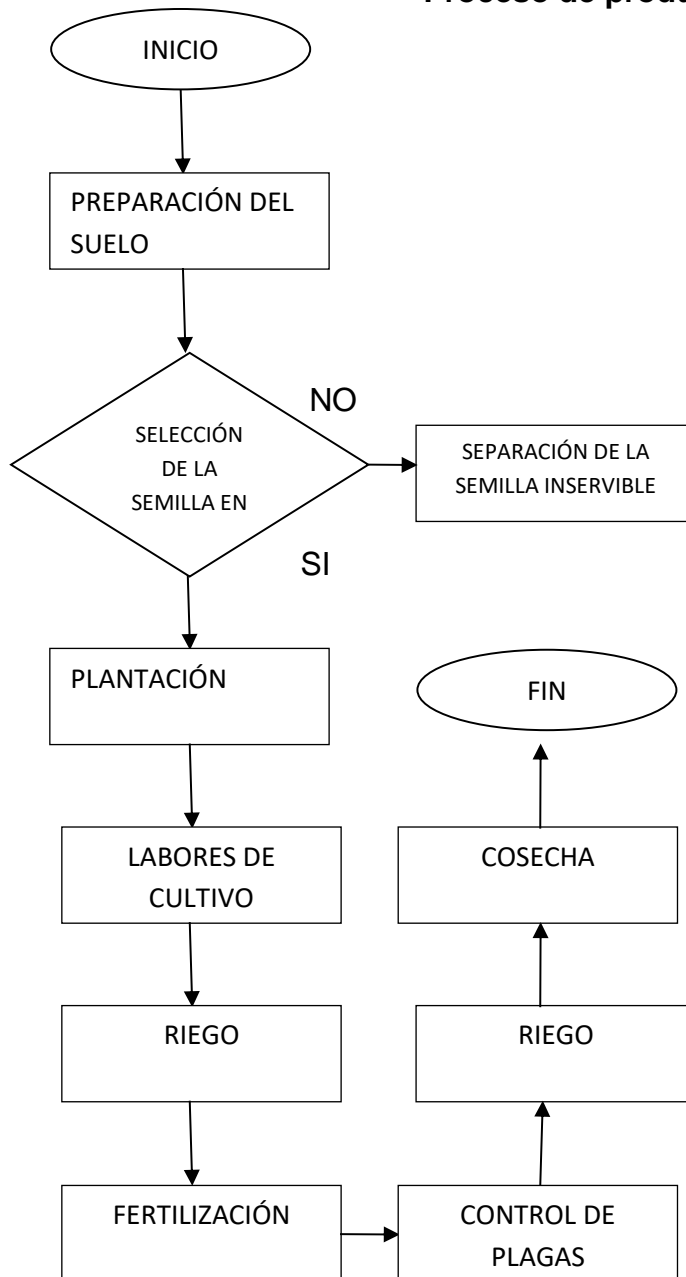 Proceso de
INICIO
PREPARACIÓN DEL
SUELO
NO
SELECCIÓN
DE LA
SEMILLA EN
SEPARACIÓN DE LA
SEMILLA INSERVIBLE
SI
PLANTACIÓN
FIN
LABORES DE
CULTIVO
COSECHA
RIEGO
RIEGO
FERTILIZACIÓN
CONTROL DE
PLAGAS